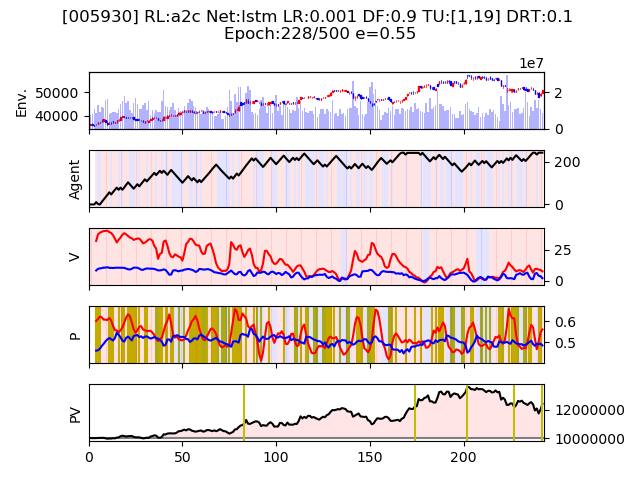 [005930] RL:a2c Net:lstm LR:0.001 DF:0.9 TU:[1,19] DRT:0.1
Epoch:228/500 e=0.55
1e7
Env.
50000
40000
2
0
Agent
200
0
V
25
0
P
0.6
0.5
PV
12000000
10000000
0
50
100
150
200